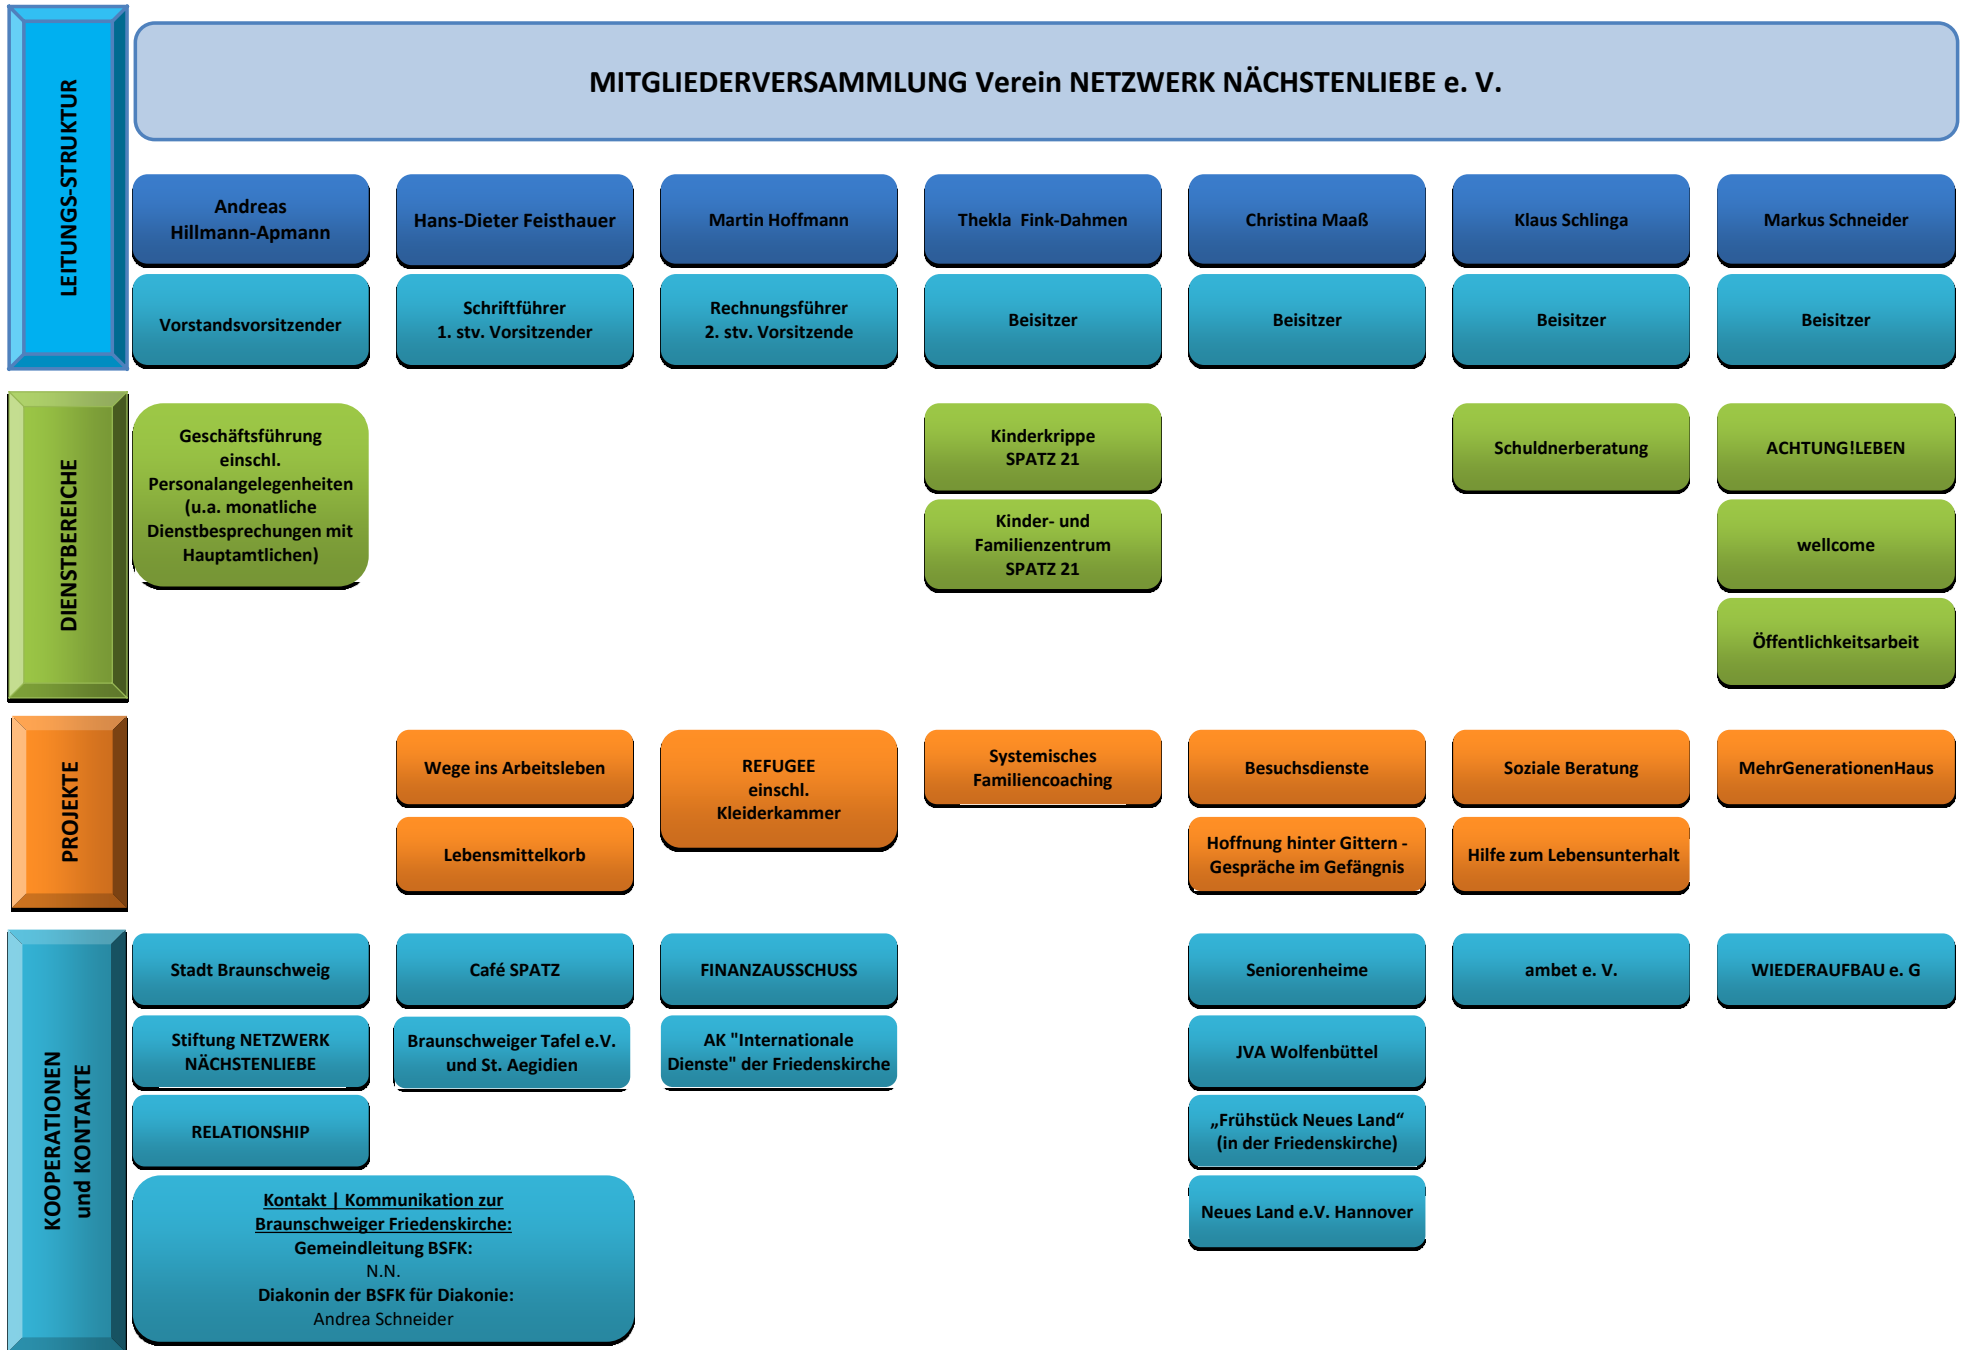 LEITUNGS-STRUKTUR
MITGLIEDERVERSAMMLUNG Verein NETZWERK NÄCHSTENLIEBE e. V.
Andreas
Hillmann-Apmann
Hans-Dieter Feisthauer
Martin Hoffmann
Thekla  Fink-Dahmen
Christina Maaß
Klaus Schlinga
Markus Schneider
Vorstandsvorsitzender
Schriftführer
1. stv. Vorsitzender
Rechnungsführer
2. stv. Vorsitzende
Beisitzer
Beisitzer
Beisitzer
Beisitzer
DIENSTBEREICHE
Geschäftsführung
einschl.
Personalangelegenheiten
(u.a. monatliche
Dienstbesprechungen mit
Hauptamtlichen)
Kinderkrippe
SPATZ 21
Kinder- und
Familienzentrum
SPATZ 21
Schuldnerberatung
ACHTUNG!LEBEN
wellcome
Öffentlichkeitsarbeit
PROJEKTE
Wege ins Arbeitsleben
Lebensmittelkorb
REFUGEE
einschl.
Kleiderkammer
Systemisches
Familiencoaching
Besuchsdienste
Hoffnung hinter Gittern -
Gespräche im Gefängnis
Soziale Beratung
Hilfe zum Lebensunterhalt
MehrGenerationenHaus
KOOPERATIONEN
und KONTAKTE
Stadt Braunschweig
Stiftung NETZWERK
NÄCHSTENLIEBE
RELATIONSHIP
Kontakt | Kommunikation zur
Braunschweiger Friedenskirche:
Gemeindleitung BSFK:
N.N.
Diakonin der BSFK für Diakonie:
Andrea Schneider
Café SPATZ
Braunschweiger Tafel e.V.
und St. Aegidien
FINANZAUSSCHUSS
AK "Internationale
Dienste" der Friedenskirche
Seniorenheime
JVA Wolfenbüttel
„Frühstück Neues Land“
(in der Friedenskirche)
Neues Land e.V. Hannover
ambet e. V.
WIEDERAUFBAU e. G